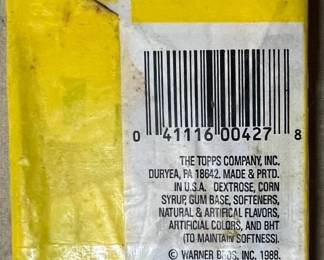 0 41116 00427 8
THE TOPPS COMPANY, INC.
DURYEA, PA 18642. MADE & PRTD.
IN U.S.A. DEXTROSE, CORN
SYRUP, GUM BASE, SOFTENERS,
NATURAL & ARTIFICIAL FLAVORS,
ARTIFICIAL COLORS, AND BHT
(TO MAINTAIN SOFTNESS).
© WARNER BROS. INC. 1988.